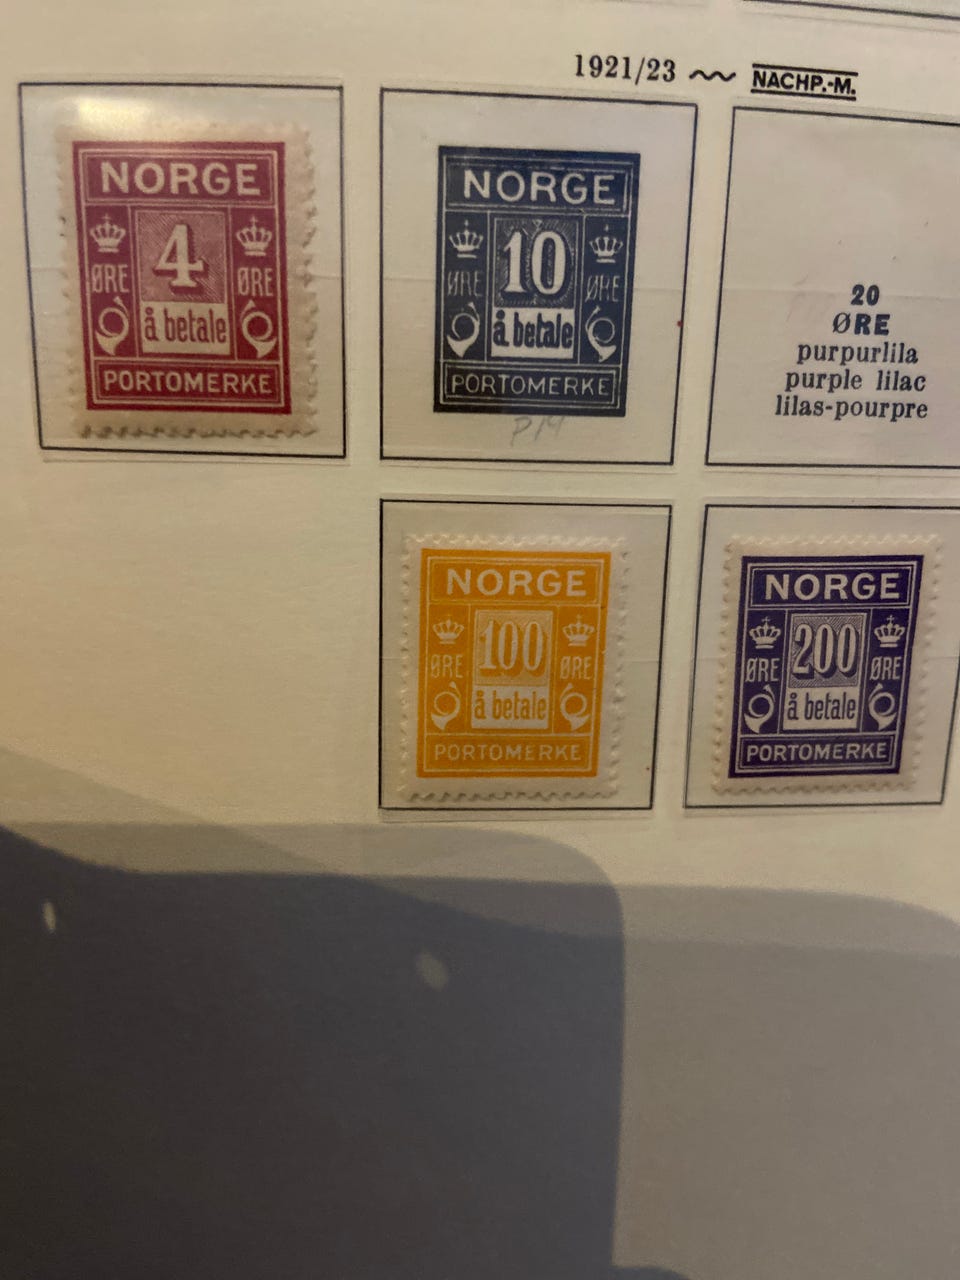 1921/23 NACHP.-M.
NORGE
4
ØRE ØRE
å betale
PORTOMERKE
NORGE
10
ØRE ØRE
å betale
PORTOMERKE
20
ØRE
purpurlila
purple lilac
lilas-pourpre
NORGE
100
ØRE ØRE
å betale
PORTOMERKE
NORGE
200
ØRE ØRE
å betale
PORTOMERKE